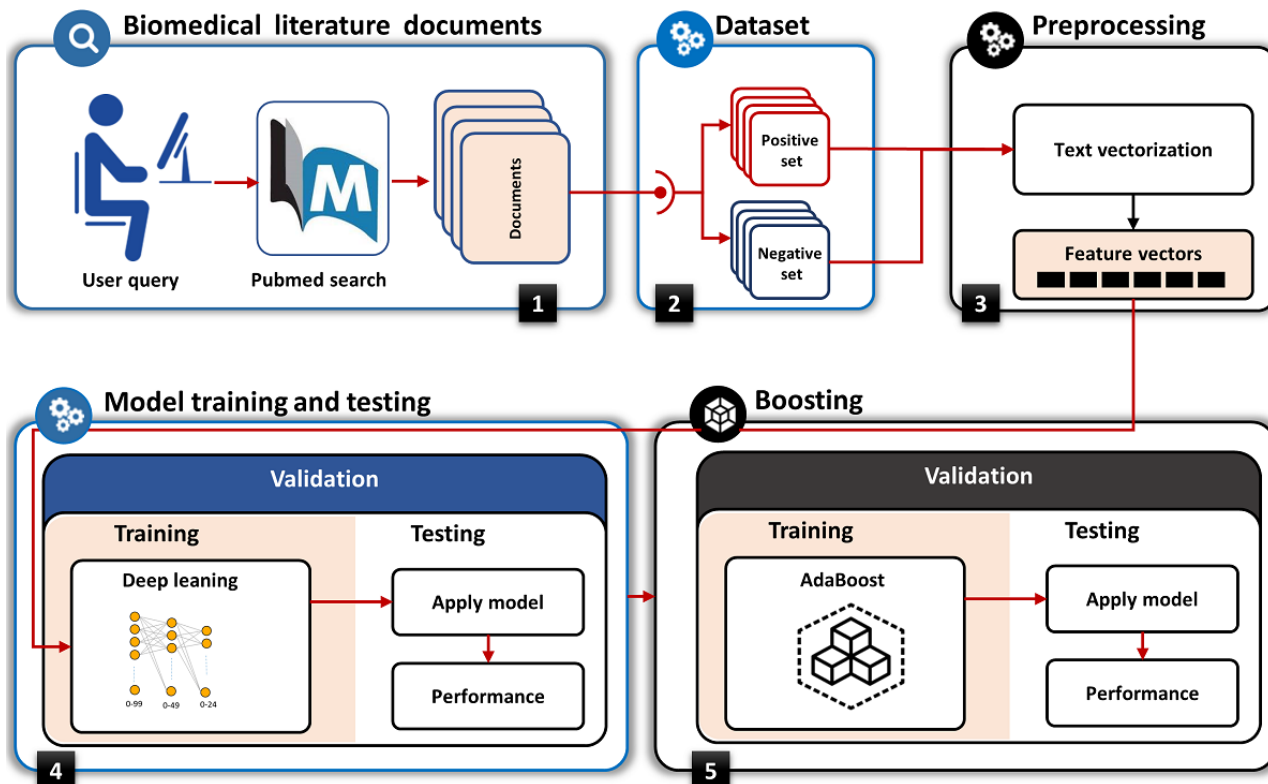 Biomedical literature documents
User query
M
Pubmed search
Documents
1
Dataset
Positive
set
Negative
set
2
Preprocessing
Text vectorization
Feature vectors
3
Model training and testing
Validation
Training
Deep leaning
0-99
0-49
0-24
Testing
Apply model
Performance
4
Boosting
Validation
Training
AdaBoost
Testing
Apply model
Performance
5